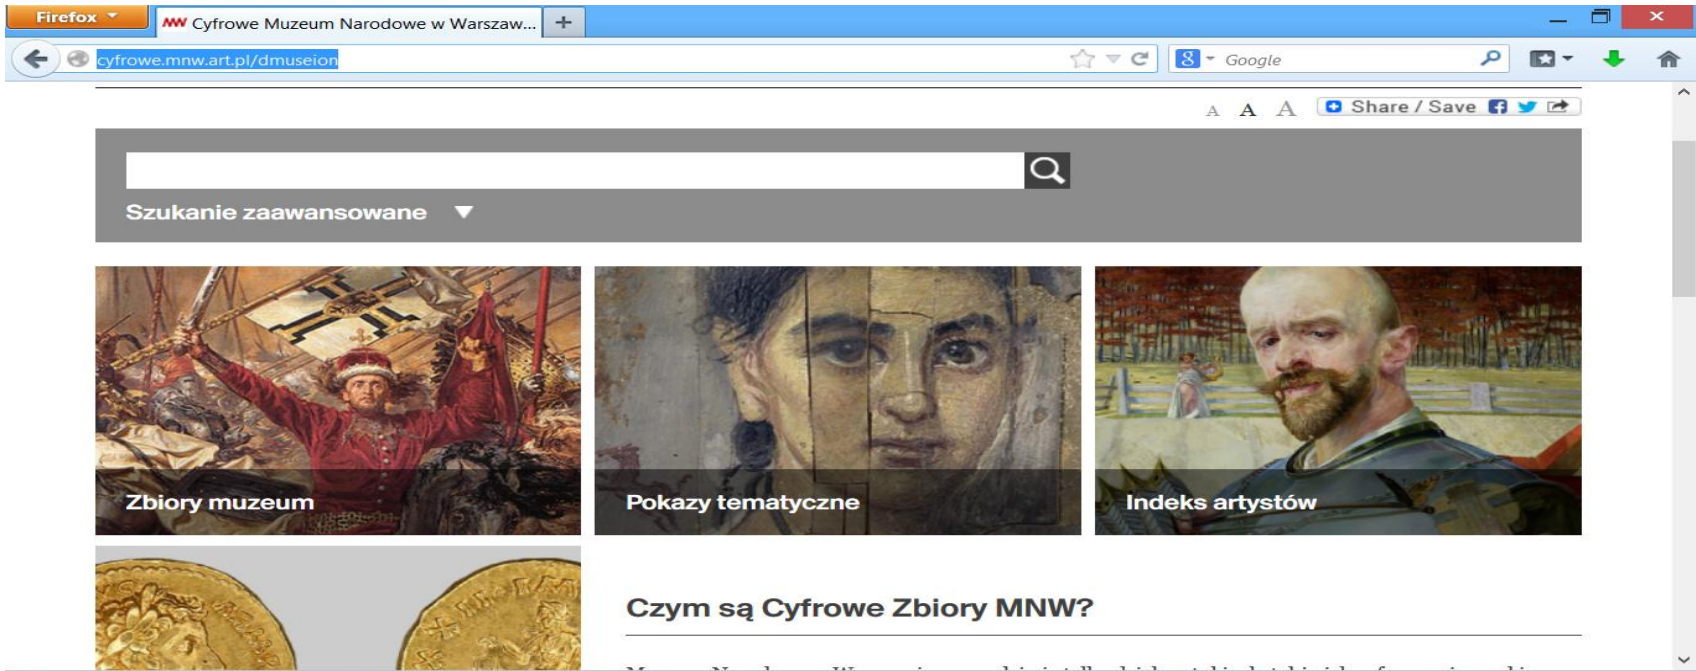 Firefox
Cyfrowe Muzeum Narodowe w Warszaw...
cyfrowe.mnw.art.pl/dmuseion
8
Google
A A A
Share / Save
Szukanie zaawansowane
Zbiory muzeum
Pokazy tematyczne
Indeks artystów
Czym są Cyfrowe Zbiory MNW?